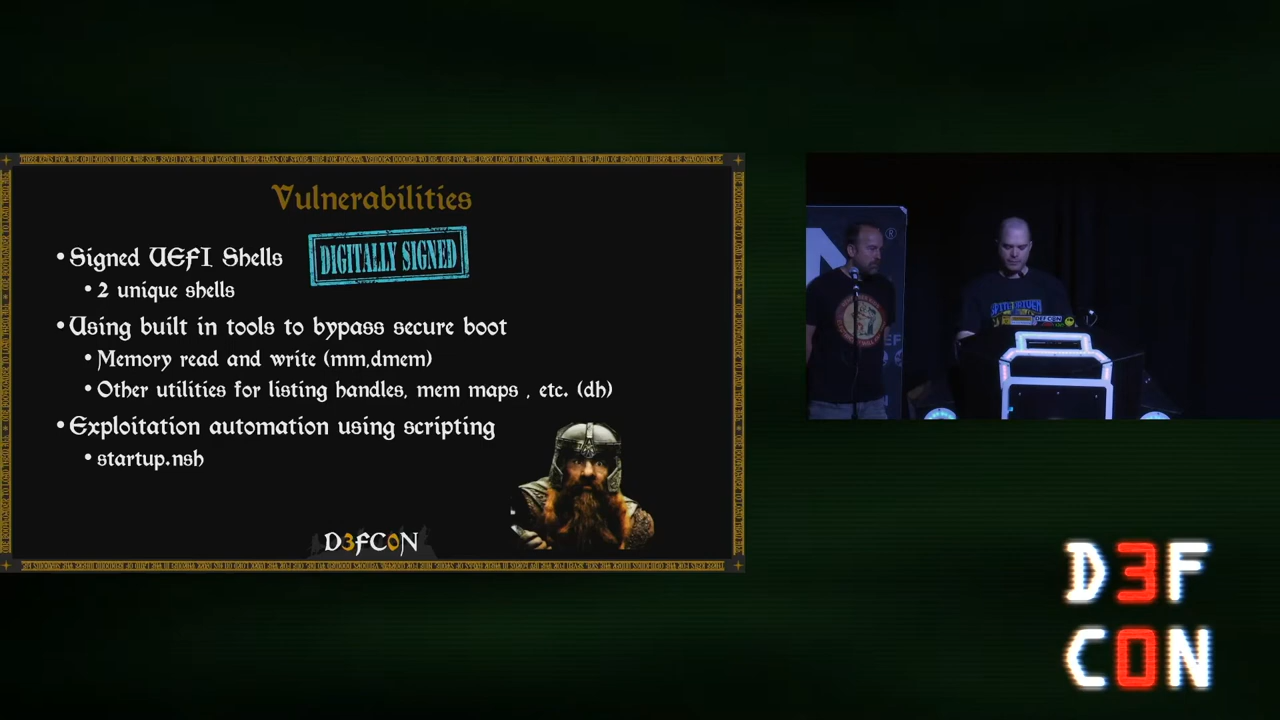 Vulnerabilities
•Signed UEFI Shells
DIGITALLY SIGNED
•2 unique shells
•Using built in tools to bypass secure boot
•Memory read and write (mm,dmem)
•Other utilities for listing handles, mem maps , etc. (dh)
•Exploitation automation using scripting
•startup.nsh
D3FC0N
D3F
C0N